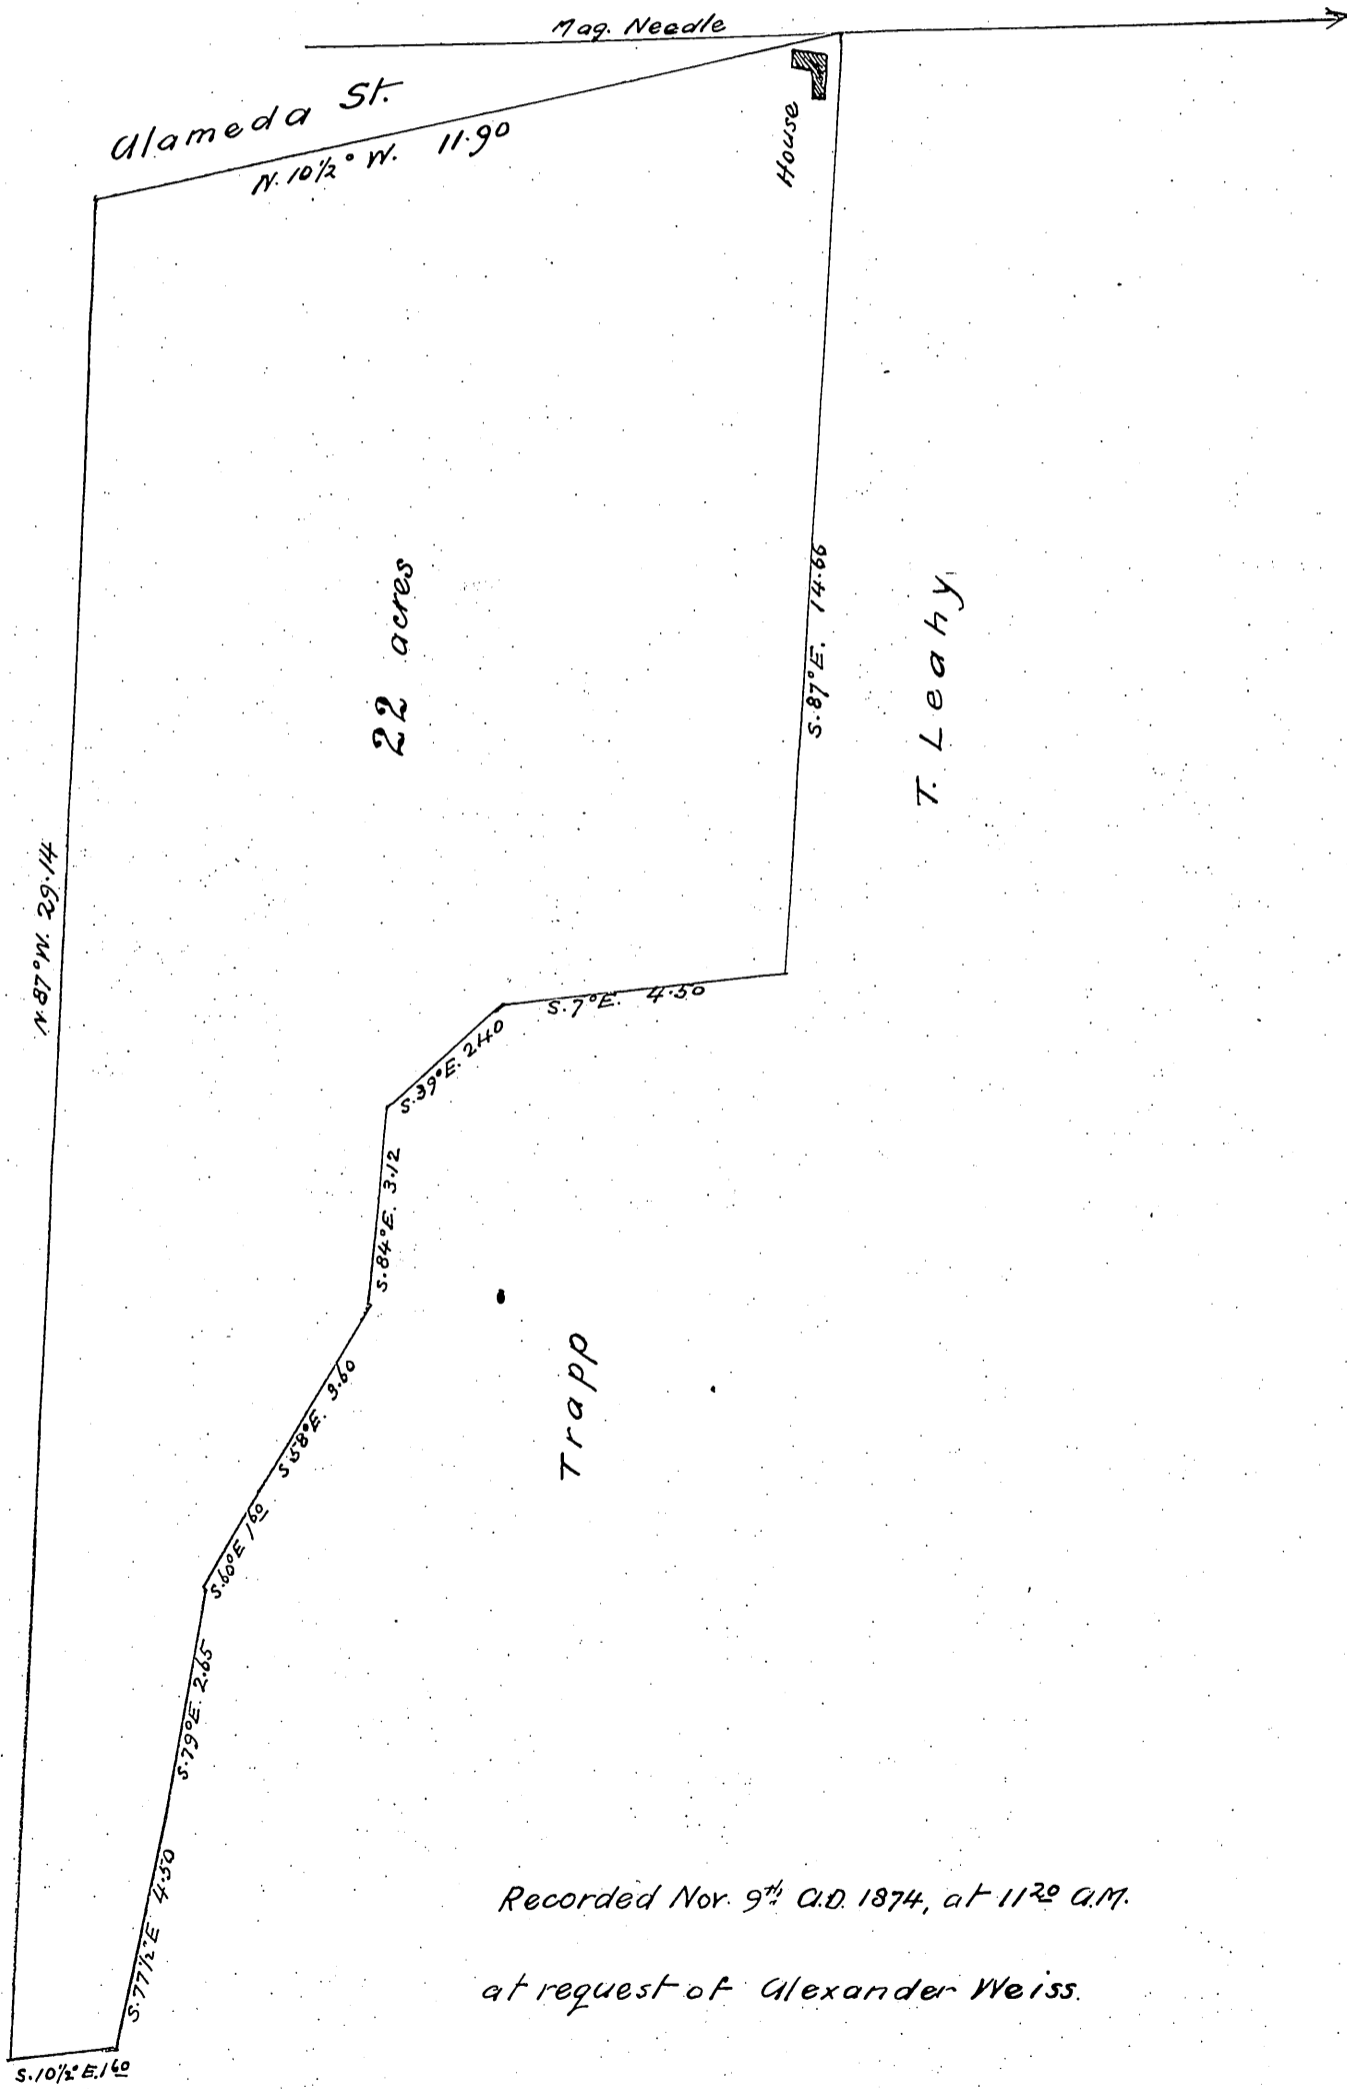 Mag. Needle
Alameda St.
N. 10½° W. 11.90
House
22 acres
S. 87° E. 14.66
T. Leahy
N. 87° W. 29.14
S. 7° E. 4.50
S. 39° E. 2.40
S. 84° E. 3.12
S. 58° E. 3.60
Trapp
S. 60° E 1 60
S. 79° E. 2.65
S. 77½° E 4.50
S. 10½° E. 1 60
Recorded Nov. 9th A.D. 1874, at 11 20 A.M.
at request of Alexander Weiss.